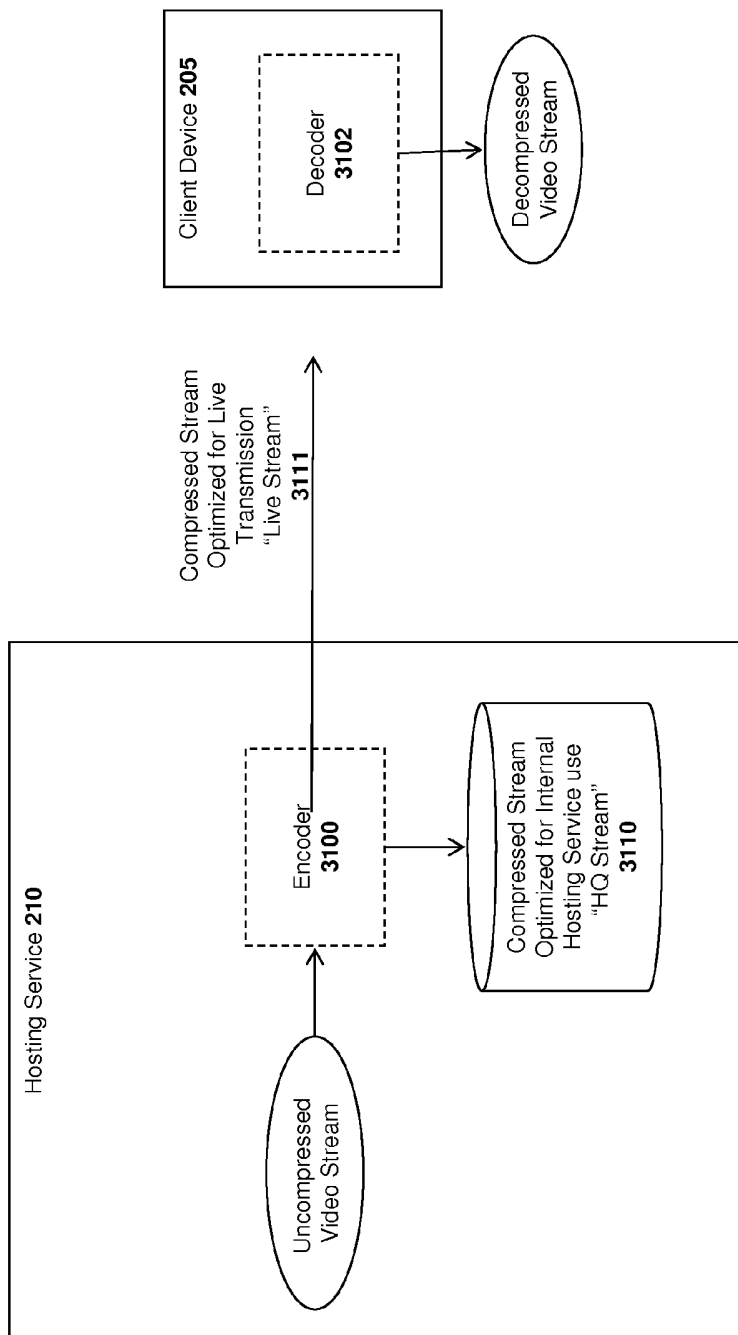 Hosting Service 210
Uncompressed
Video Stream
Encoder
3100
Compressed Stream
Optimized for Internal
Hosting Service use
“HQ Stream”
3110
Compressed Stream
Optimized for Live
Transmission
“Live Stream”
3111
Client Device 205
Decoder
3102
Decompressed
Video Stream